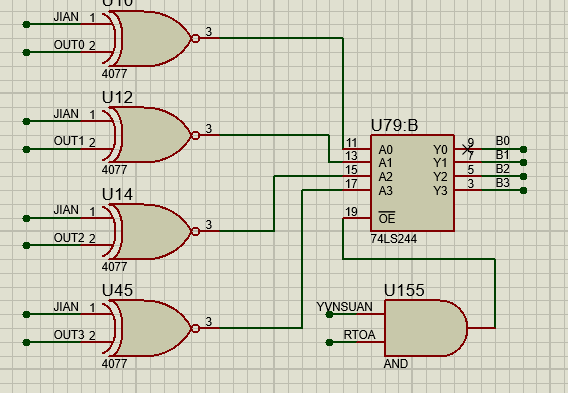 U10
JIAN 1
3
OUT0 2
4077
U12
JIAN 1
3
OUT1 2
4077
U14
JIAN 1
3
OUT2 2
4077
U45
JIAN 1
3
OUT3 2
4077
U79:B
11 A0 Y0 9 B0
13 A1 Y1 7 B1
15 A2 Y2 5 B2
17 A3 Y3 3 B3
19 OE
74LS244
U155
YVNSUAN
RTOA
AND